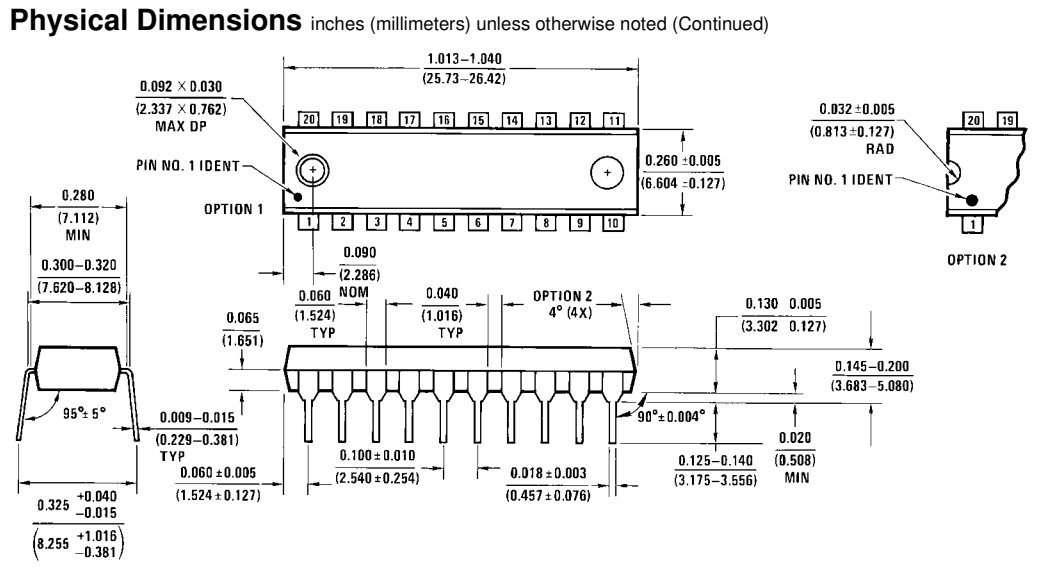 Physical Dimensions inches (millimeters) unless otherwise noted (Continued)
1.013–1.040
(25.73–26.42)
0.092 × 0.030
(2.337 × 0.762)
MAX DP
20 19 18 17 16 15 14 13 12 11
PIN NO. 1 IDENT
OPTION 1
1 2 3 4 5 6 7 8 9 10
0.260 ±0.005
(6.604 ±0.127)
0.032 ±0.005
(0.813 ±0.127)
RAD
20 19
PIN NO. 1 IDENT
1
OPTION 2
0.280
(7.112)
MIN
0.300–0.320
(7.620–8.128)
0.090
(2.286)
NOM
0.060
(1.524)
TYP
0.040
(1.016)
TYP
OPTION 2
4° (4X)
0.130 0.005
(3.302 0.127)
0.065
(1.651)
0.145–0.200
(3.683–5.080)
95°± 5°
0.009–0.015
(0.229–0.381)
TYP
90°±0.004°
0.020
(0.508)
MIN
0.125–0.140
(3.175–3.556)
0.100 ±0.010
(2.540 ±0.254)
0.018 ±0.003
(0.457 ±0.076)
0.060 ±0.005
(1.524 ±0.127)
0.325 +0.040
−0.015
(8.255 +1.016
−0.381)